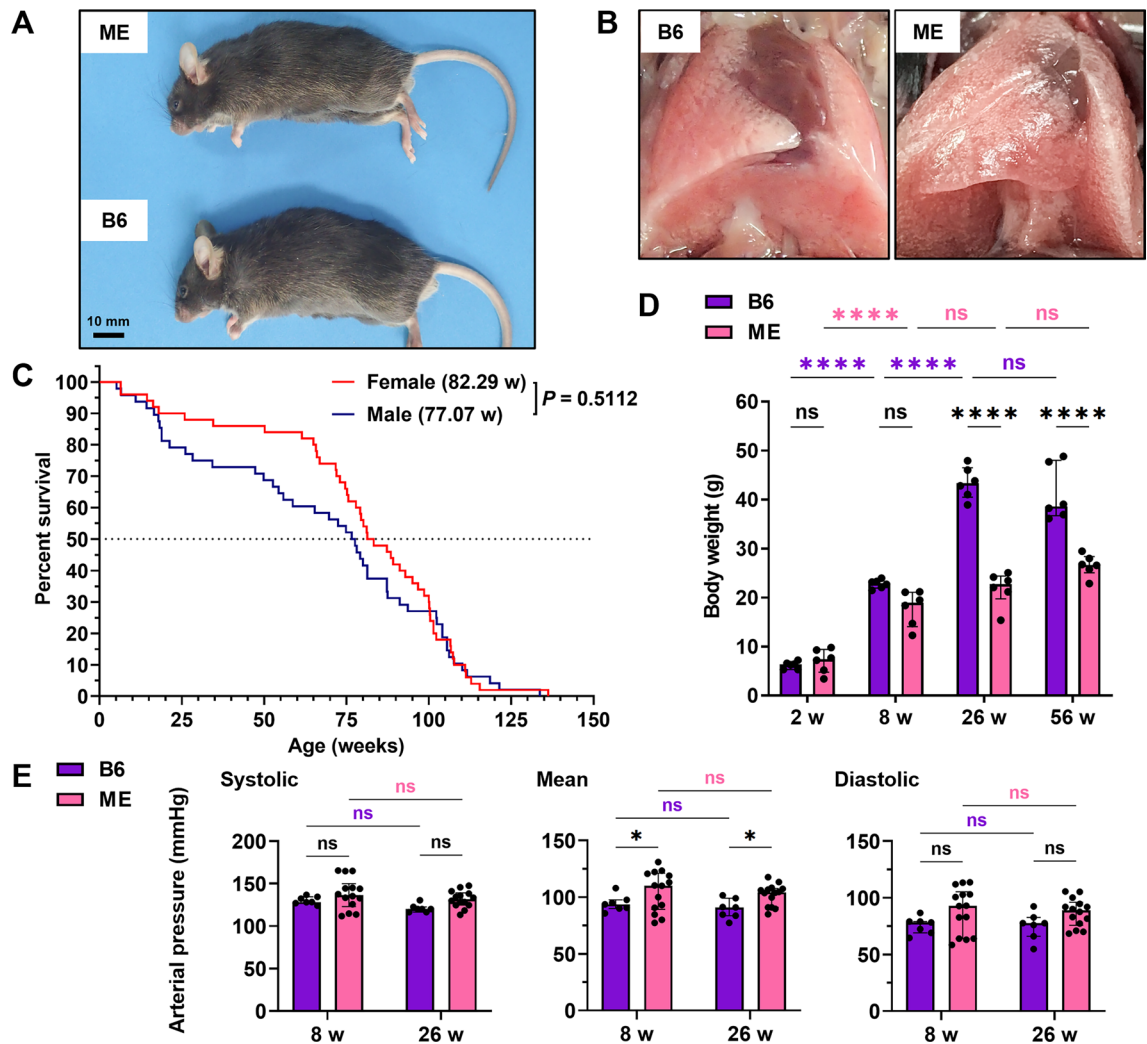 A
ME
B6
10 mm
B
B6
ME
C
Female (82.29 w)
Male (77.07 w)
P = 0.5112
Percent survival
100
90
80
70
60
50
40
30
20
10
0
0 25 50 75 100 125 150
Age (weeks)
D
B6
ME
**** ns ns
**** **** ns
ns ns **** ****
Body weight (g)
60
50
40
30
20
10
0
2 w 8 w 26 w 56 w
E
B6
ME
Arterial pressure (mmHg)
Systolic
ns
ns
ns ns
200
150
100
50
0
8 w 26 w
Mean
ns
ns
* *
150
100
50
0
8 w 26 w
Diastolic
ns
ns
ns ns
150
100
50
0
8 w 26 w